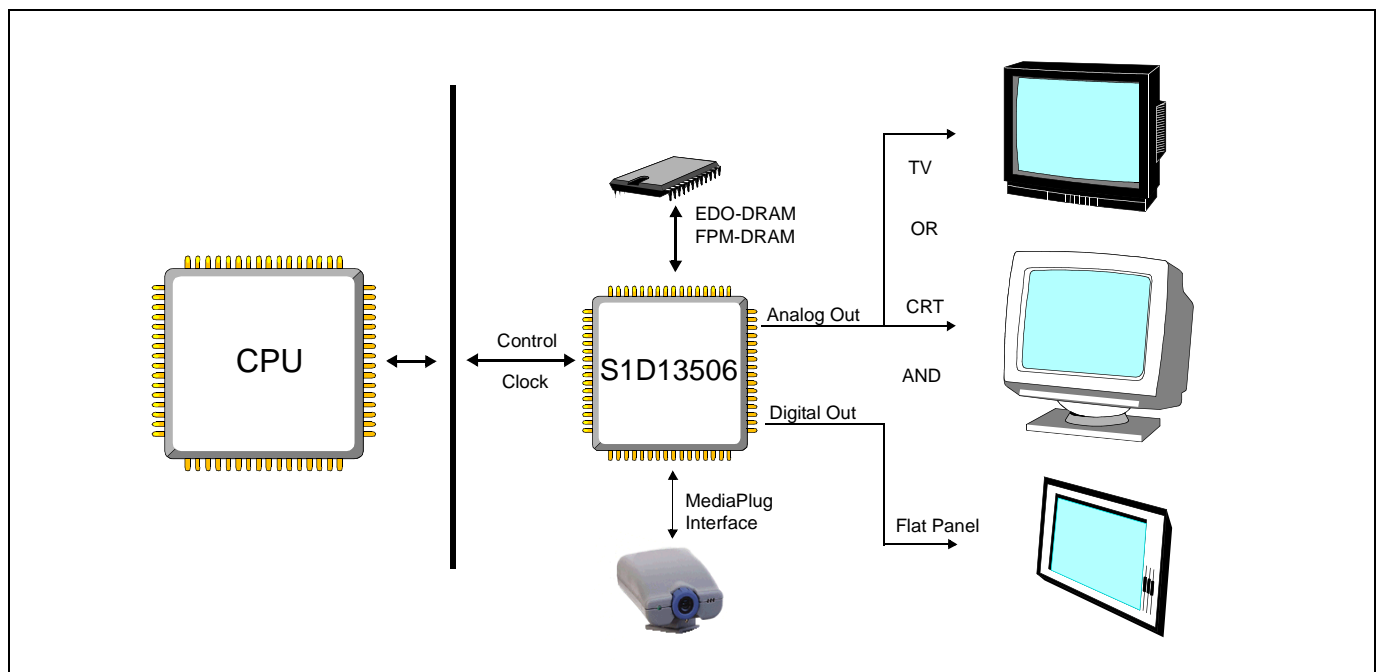 CPU
Control
Clock
EDO-DRAM
FPM-DRAM
S1D13506
MediaPlug
Interface
Analog Out
Digital Out
TV
OR
CRT
AND
Flat Panel